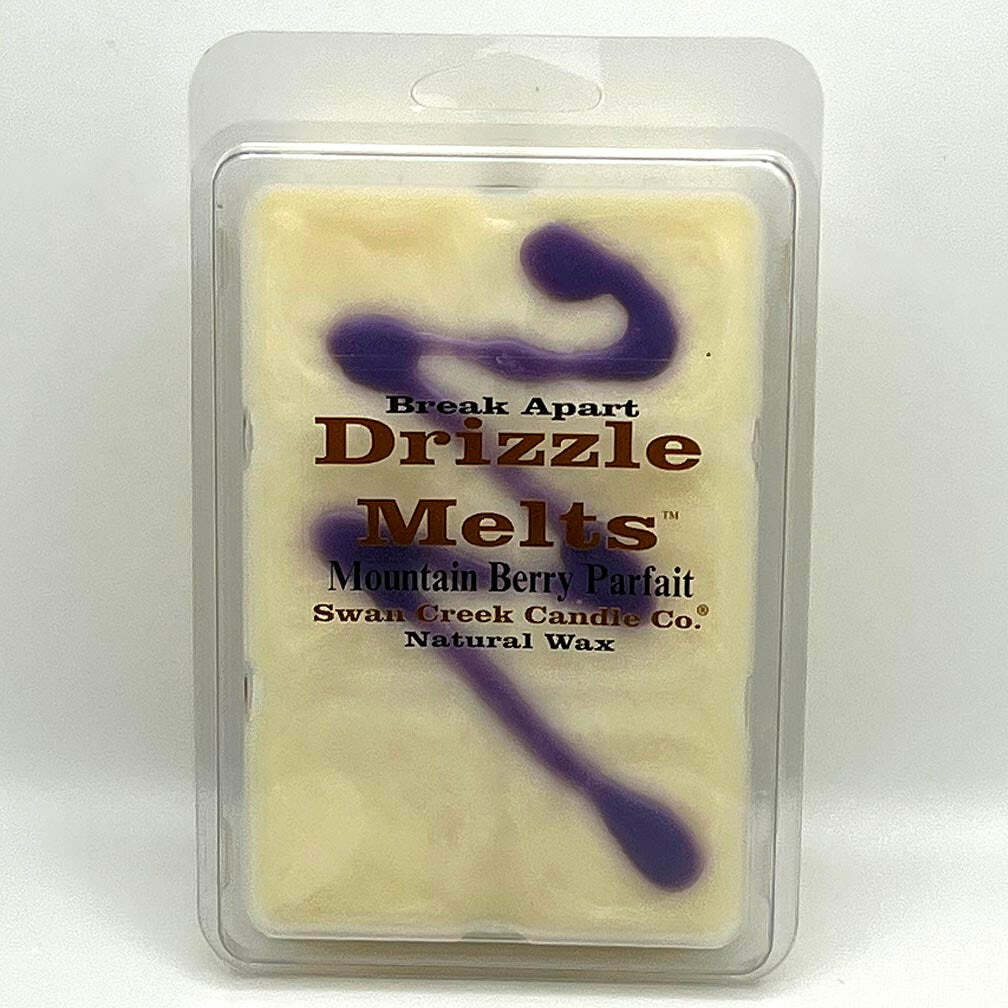 Break Apart
Drizzle
Melts™
Mountain Berry Parfait
Swan Creek Candle Co.®
Natural Wax